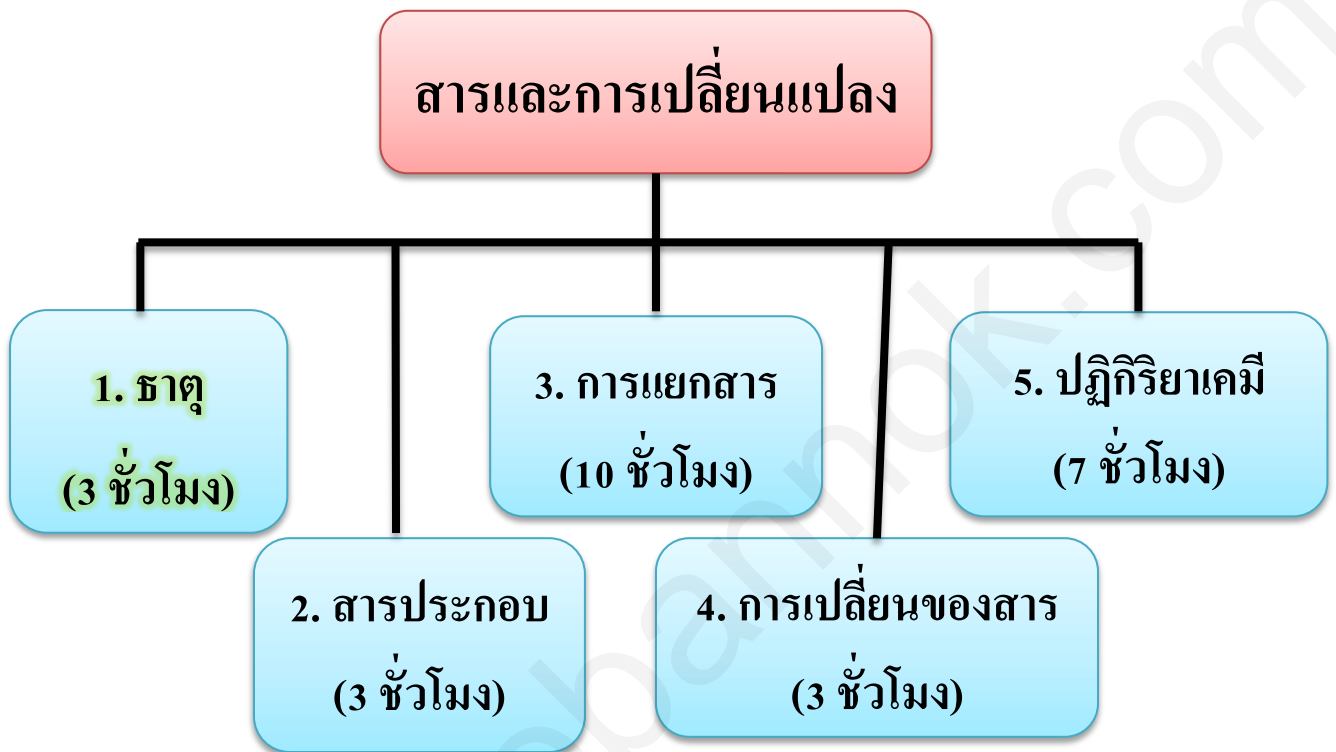 สารและการเปลี่ยนแปลง
1. ธาตุ
(3 ชั่วโมง)
2. สารประกอบ
(3 ชั่วโมง)
3. การแยกสาร
(10 ชั่วโมง)
4. การเปลี่ยนของสาร
(3 ชั่วโมง)
5. ปฏิกิริยาเคมี
(7 ชั่วโมง)